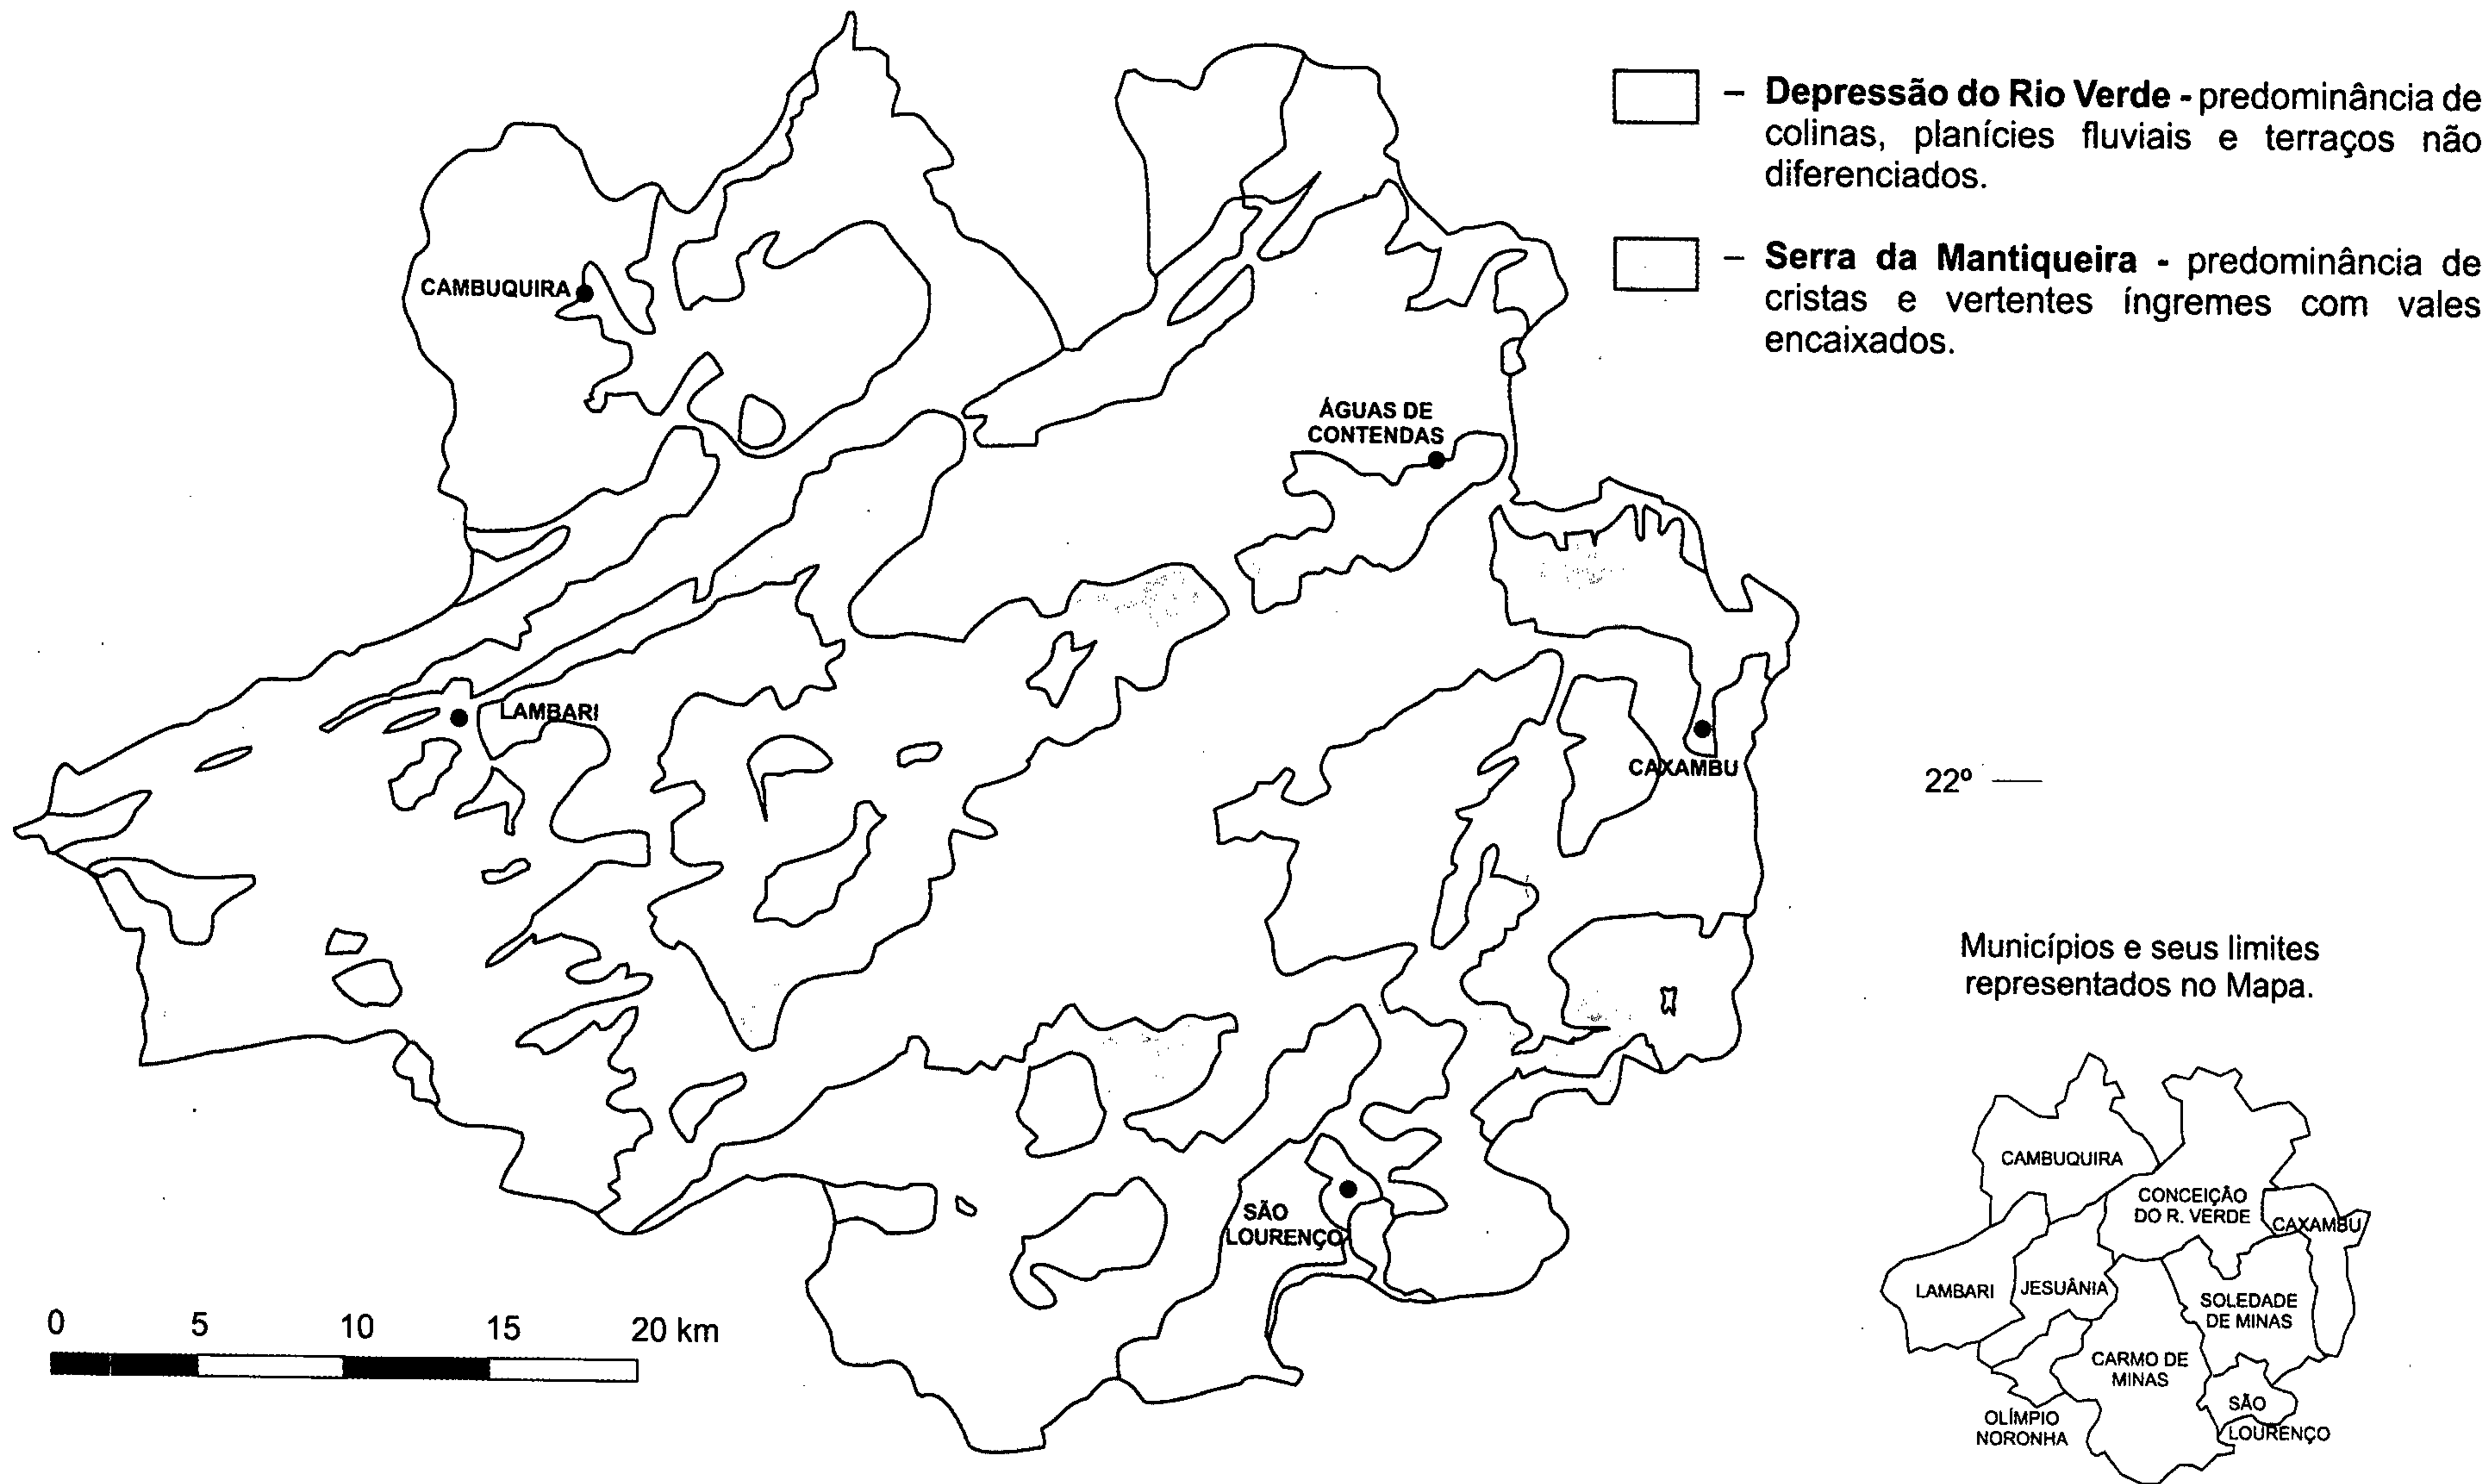 – Depressão do Rio Verde - predominância de
colinas, planícies fluviais e terraços não
diferenciados.
– Serra da Mantiqueira - predominância de
cristas e vertentes íngremes com vales
encaixados.
CAMBUQUIRA
ÁGUAS DE
CONTENDAS
LAMBARI
CAXAMBU
22º
SÃO
LOURENÇO
0 5 10 15 20 km
Municípios e seus limites
representados no Mapa.
CAMBUQUIRA
CONCEIÇÃO
DO R. VERDE
CAXAMBU
LAMBARI
JESUÂNIA
SOLEDADE
DE MINAS
CARMO DE
MINAS
SÃO
LOURENÇO
OLÍMPIO
NORONHA